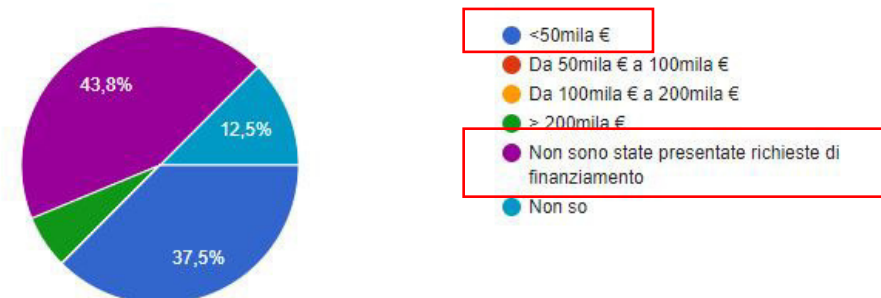 43,8%
12,5%
37,5%
<50mila €
Da 50mila € a 100mila €
Da 100mila € a 200mila €
> 200mila €
Non sono state presentate richieste di
finanziamento
Non so